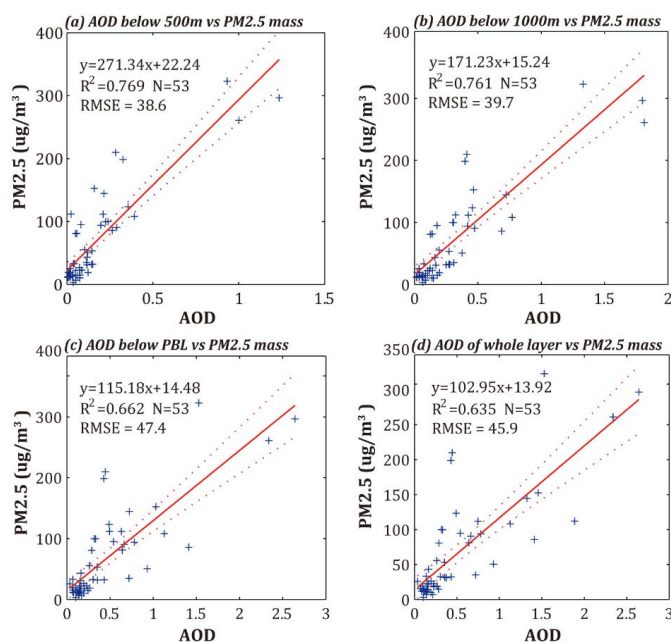 (a) AOD below 500m vs PM2.5 mass
400
300
200
100
0
0
0.5
1
1.5
PM2.5 (ug/m³)
AOD
y=271.34x+22.24
R²=0.769 N=53
RMSE = 38.6
(b) AOD below 1000m vs PM2.5 mass
400
300
200
100
0
0
0.5
1
1.5
2
PM2.5 (ug/m³)
AOD
y=171.23x+15.24
R²=0.761 N=53
RMSE = 39.7
(c) AOD below PBL vs PM2.5 mass
400
300
200
100
0
0
0.5
1
1.5
2
2.5
3
PM2.5 (ug/m³)
AOD
y=115.18x+14.48
R²=0.662 N=53
RMSE = 47.4
(d) AOD of whole layer vs PM2.5 mass
350
300
250
200
150
100
50
0
0
0.5
1
1.5
2
2.5
3
PM2.5 (ug/m³)
AOD
y=102.95x+13.92
R²=0.635 N=53
RMSE = 45.9